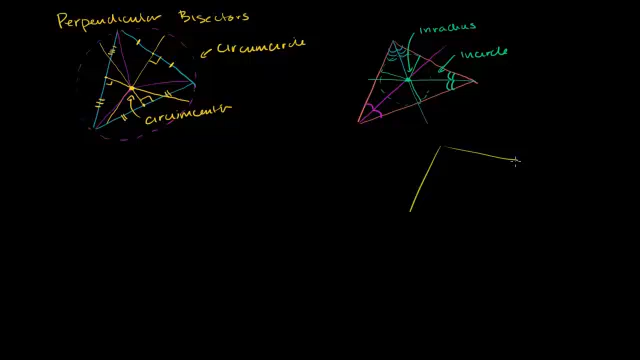 Perpendicular Bisectors
Circumcircle
circumcenter
inradius
incircle